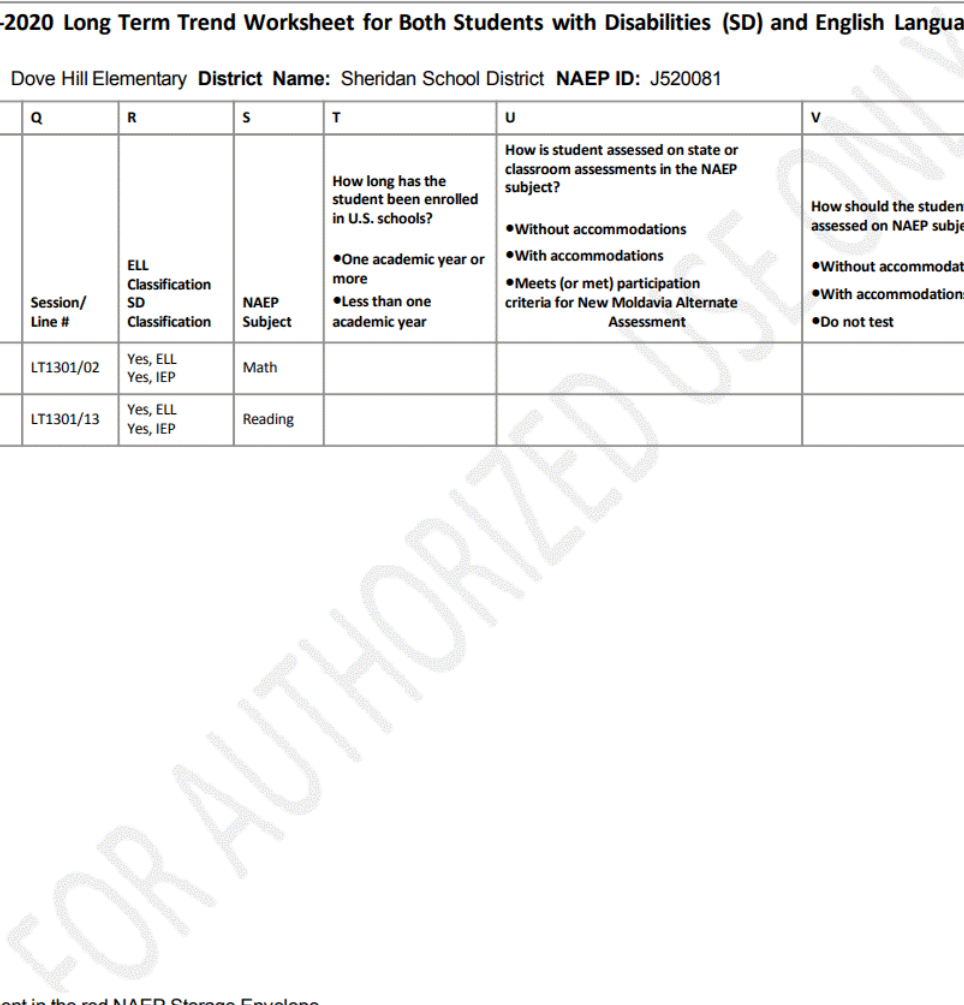 -2020 Long Term Trend Worksheet for Both Students with Disabilities (SD) and English
Dove Hill Elementary District Name: Sheridan School District NAEP ID: J520081
Q R S T U V
Session/
Line #
ELL
Classification
SD
Classification
NAEP
Subject
How long has the
student been enrolled
in U.S. schools?
•One academic year or
more
•Less than one
academic year
How is student assessed on state or
classroom assessments in the NAEP
subject?
•Without accommodations
•With accommodations
•Meets (or met) participation
criteria for New Moldavia Alternate
Assessment
How should the
assessed on NAEP
•Without
•With accommodations
•Do not test
LT1301/02
Yes, ELL
Yes, IEP
Math
LT1301/13
Yes, ELL
Yes, IEP
Reading
FOR AUTHORIZED USE ONLY
in the red NAEP Storage Envelope